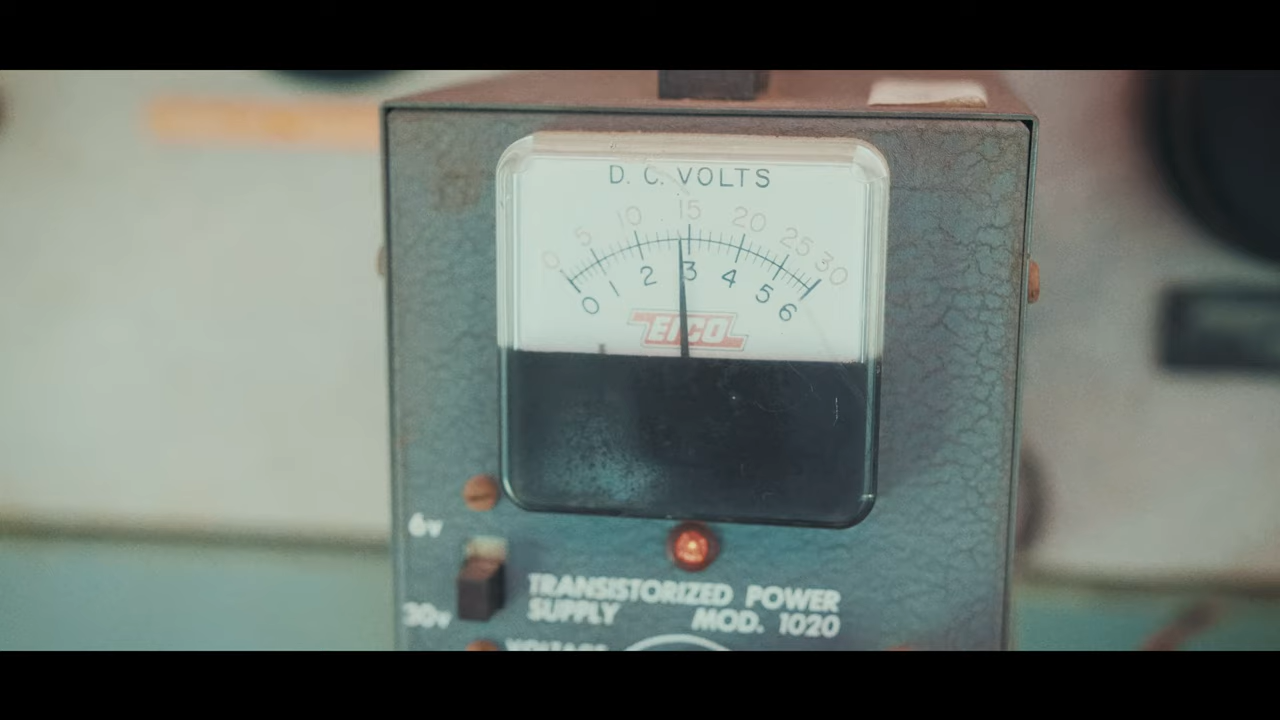 D. C. VOLTS
0 5 10 15 20 25 30
0 1 2 3 4 5 6
EICO
6v
30v
TRANSISTORIZED POWER
SUPPLY MOD. 1020
VOLTAGE